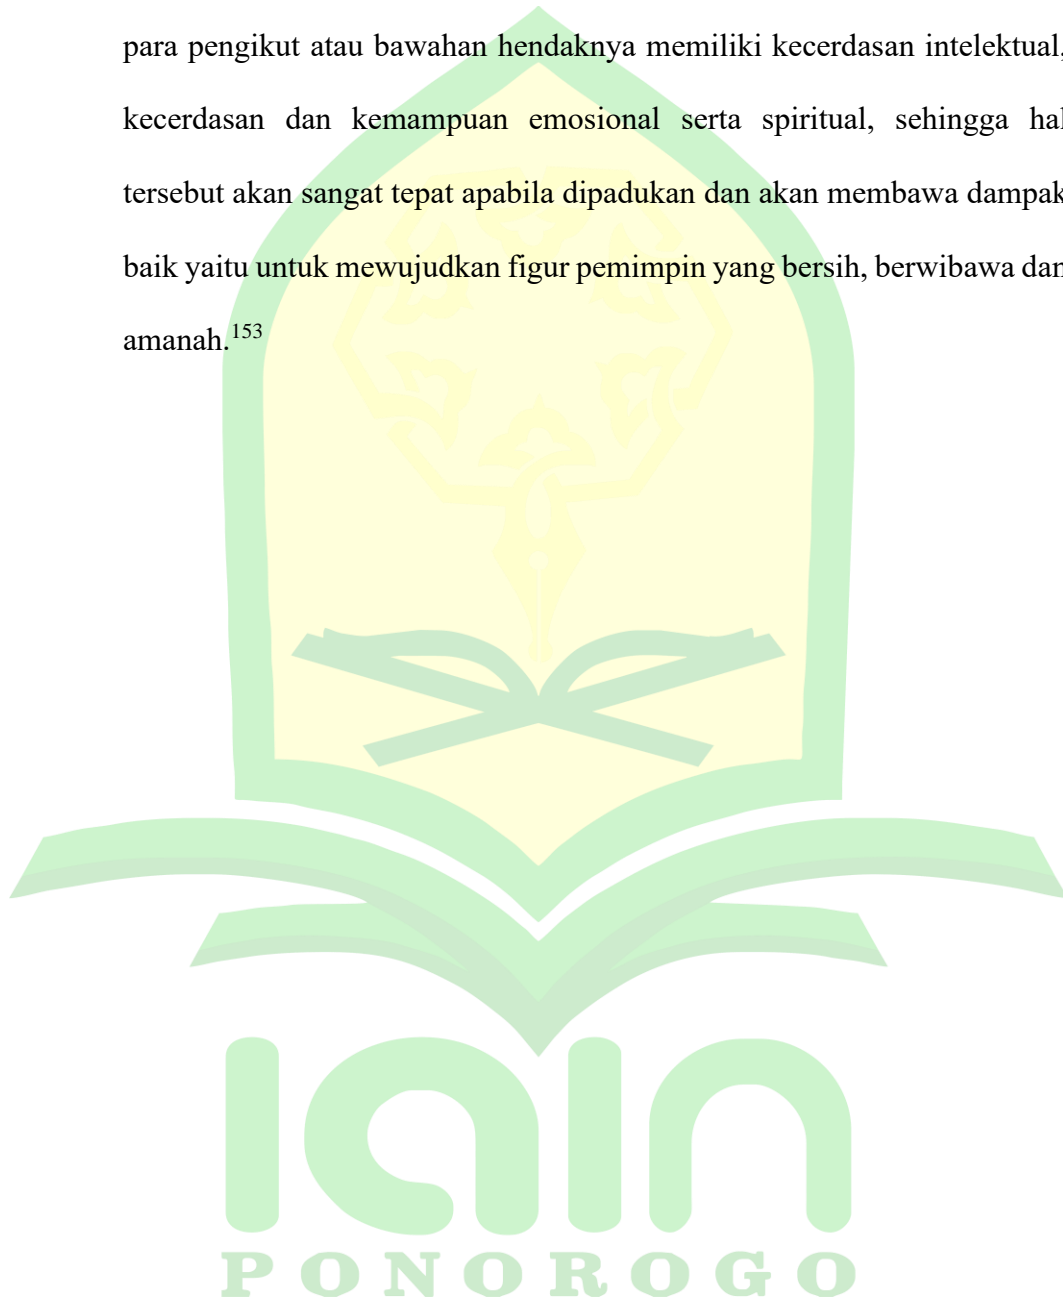 para pengikut atau bawahan hendaknya memiliki kecerdasan intelektual,
kecerdasan dan kemampuan emosional serta spiritual, sehingga hal
tersebut akan sangat tepat apabila dipadukan dan akan membawa dampak
baik yaitu untuk mewujudkan figur pemimpin yang bersih, berwibawa dan
amanah.153
iain
PONOROGO